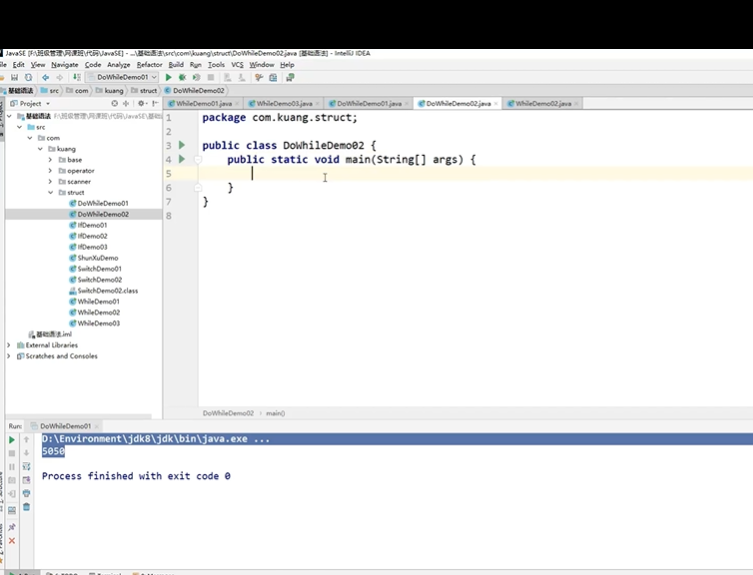 JavaSE [F:\班级管理\网课班\代码\JavaSE] - ...\基础语法\src\com\kuang\struct\DoWhileDemo02.java [基础语法] - IntelliJ IDEA
File Edit View Navigate Code Analyze Refactor Build Run Tools VCS Window Help
DoWhileDemo01
基础语法 src com kuang struct DoWhileDemo02
Project
WhileDemo01.java WhileDemo03.java DoWhileDemo01.java DoWhileDemo02.java WhileDemo02.java
基础语法 F:\班级管理\网课班\代码\JavaSE\基础
src
com
kuang
base
operator
scanner
struct
DoWhileDemo01
DoWhileDemo02
IfDemo01
IfDemo02
IfDemo03
ShunXuDemo
SwitchDemo01
SwitchDemo02
SwitchDemo02.class
WhileDemo01
WhileDemo02
WhileDemo03
基础语法.iml
External Libraries
Scratches and Consoles
1 package com.kuang.struct;
2
3 public class DoWhileDemo02 {
4 public static void main(String[] args) {
5
6 }
7 }
8
DoWhileDemo02 › main()
Run: DoWhileDemo01
D:\Environment\jdk8\jdk\bin\java.exe ...
5050
Process finished with exit code 0